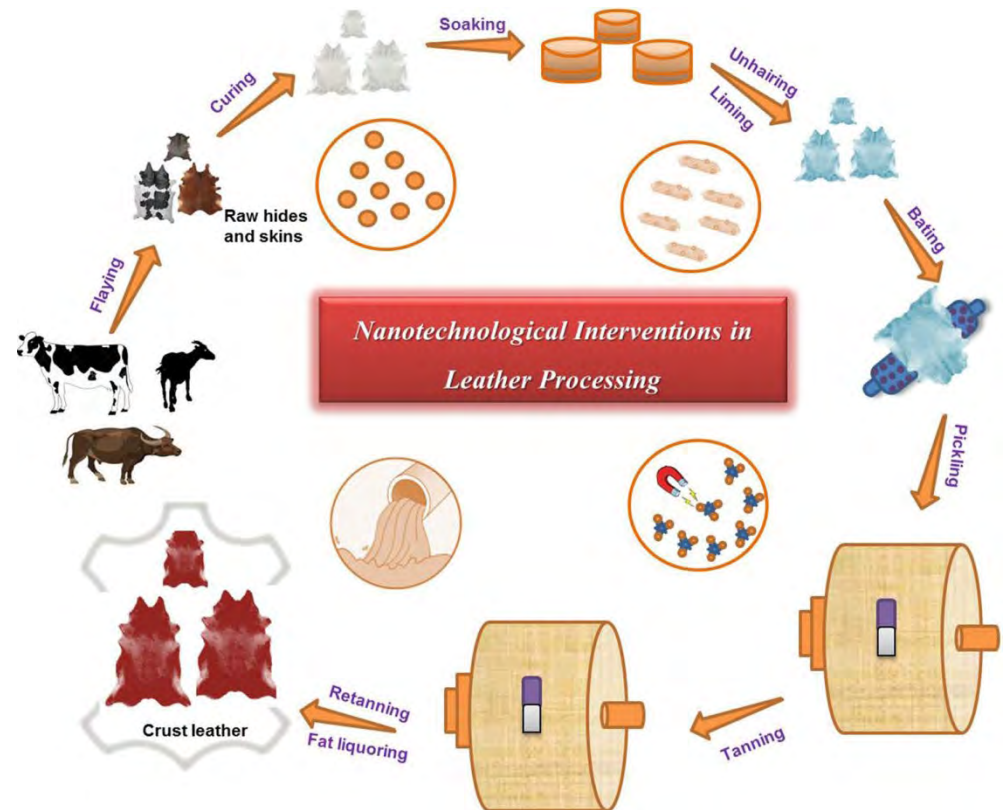 Soaking
Curing
Unhairing
Liming
Raw hides
and skins
Bating
Flaying
Nanotechnological Interventions in
Leather Processing
Pickling
Tanning
Retanning
Fat liquoring
Crust leather